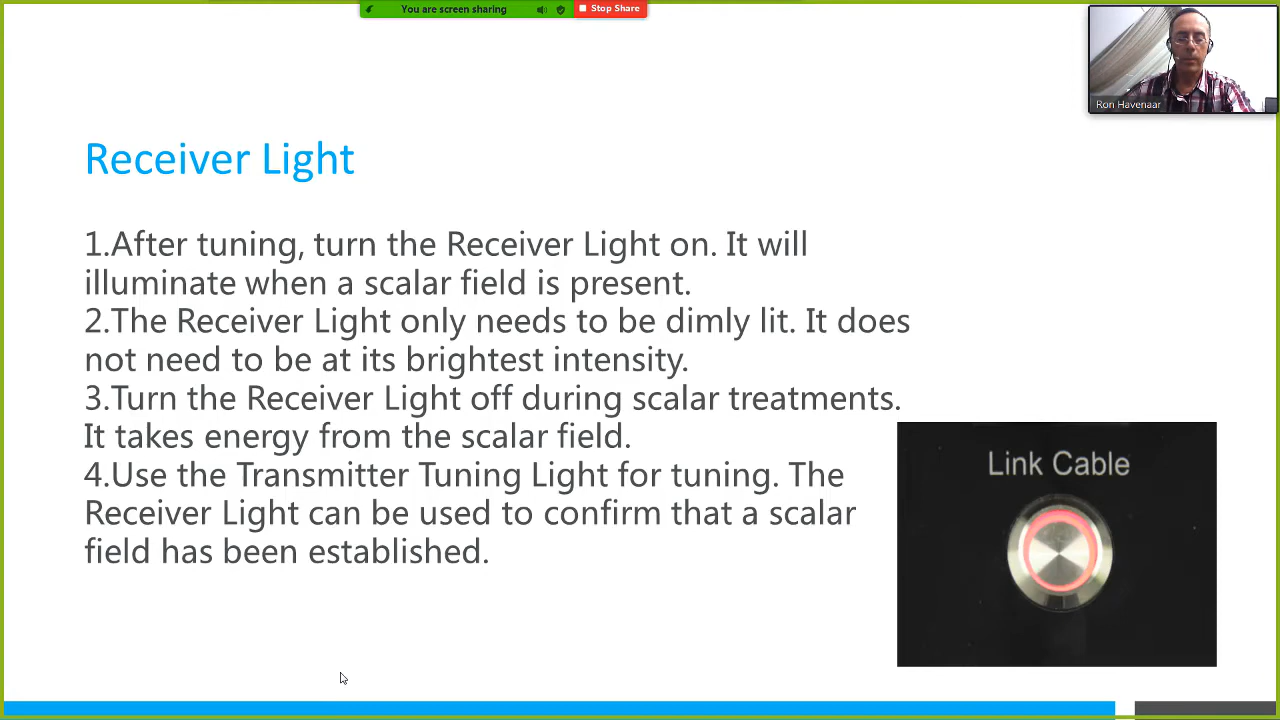 You are screen sharing
Stop Share
Ron Havenaar
Receiver Light
1.After tuning, turn the Receiver Light on. It will
illuminate when a scalar field is present.
2.The Receiver Light only needs to be dimly lit. It does
not need to be at its brightest intensity.
3.Turn the Receiver Light off during scalar treatments.
It takes energy from the scalar field.
4.Use the Transmitter Tuning Light for tuning. The
Receiver Light can be used to confirm that a scalar
field has been established.
Link Cable